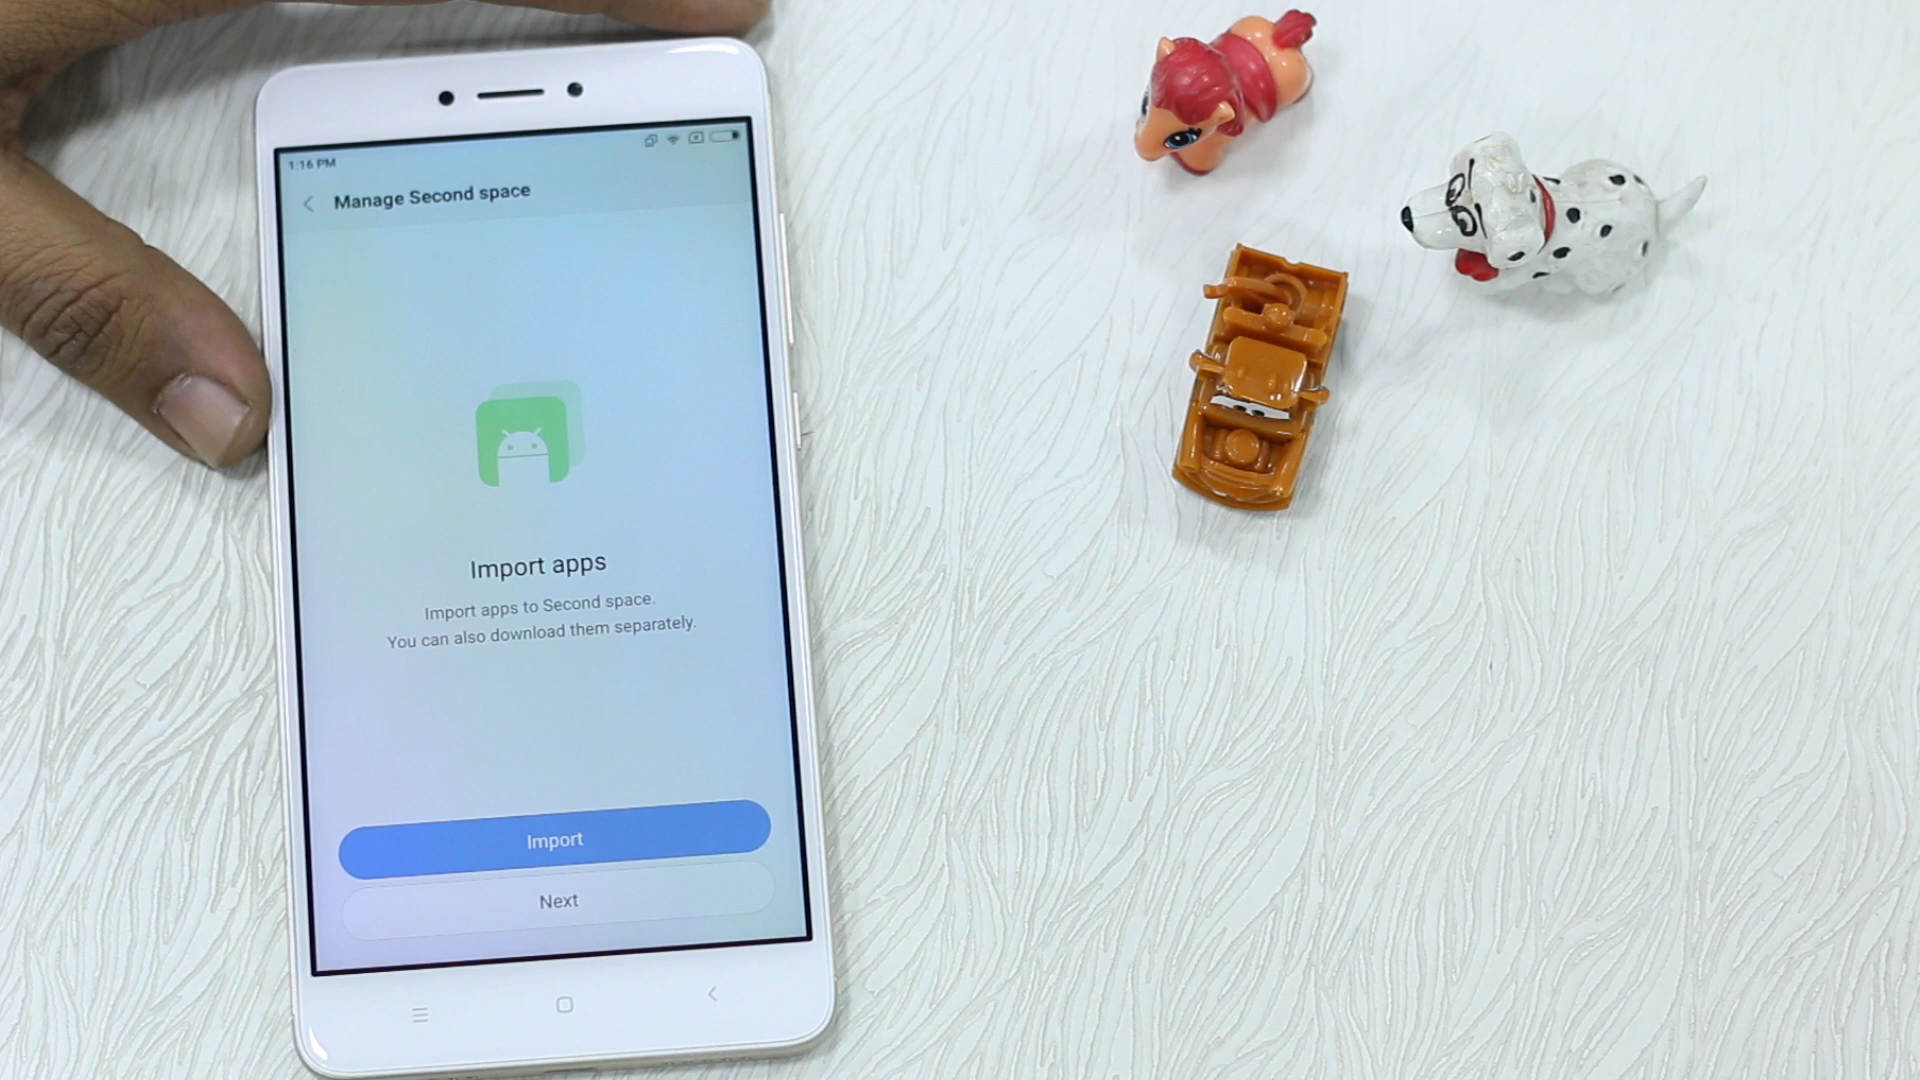 1:16 PM
Manage Second space
Import apps
Import apps to Second space.
You can also download them separately.
Import
Next